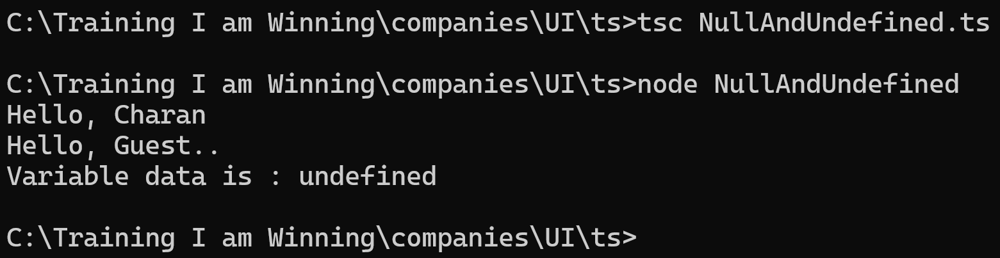 C:\Training I am Winning\companies\UI\ts>tsc NullAndUndefined.ts
C:\Training I am Winning\companies\UI\ts>node NullAndUndefined
Hello, Charan
Hello, Guest..
Variable data is : undefined
C:\Training I am Winning\companies\UI\ts>